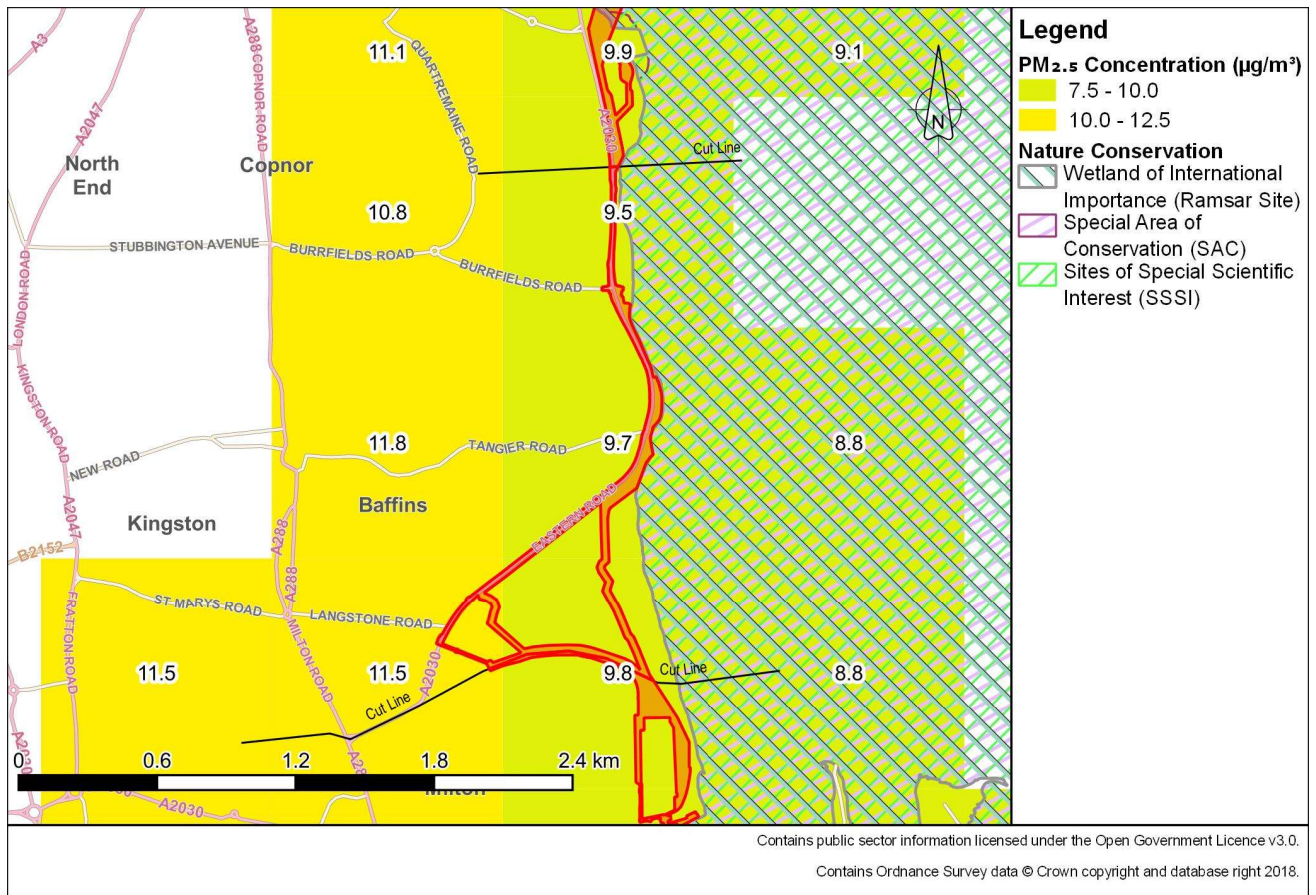 A3
A2047
A288
COPNOR ROAD
11.1
QUARTREMAINE ROAD
9.9
9.1
N
A2030
Cut Line
North
End
Copnor
10.8
9.5
STUBBINGTON AVENUE
BURRFIELDS ROAD
BURRFIELDS ROAD
LONDON ROAD
KINGSTON ROAD
NEW ROAD
11.8
TANGIER ROAD
9.7
8.8
A2047
Kingston
Baffins
EASTERN ROAD
B2152
A288
A288
ST MARYS ROAD
LANGSTONE ROAD
FRATTON ROAD
MILTON ROAD
A2030
11.5
11.5
9.8
8.8
Cut Line
Cut Line
0
0.6
1.2
1.8
2.4 km
A2030
A2030
Legend
PM₂.₅ Concentration (µg/m³)
7.5 - 10.0
10.0 - 12.5
Nature Conservation
Wetland of International
Importance (Ramsar Site)
Special Area of
Conservation (SAC)
Sites of Special Scientific
Interest (SSSI)
Contains public sector information licensed under the Open Government Licence v3.0.
Contains Ordnance Survey data © Crown copyright and database right 2018.